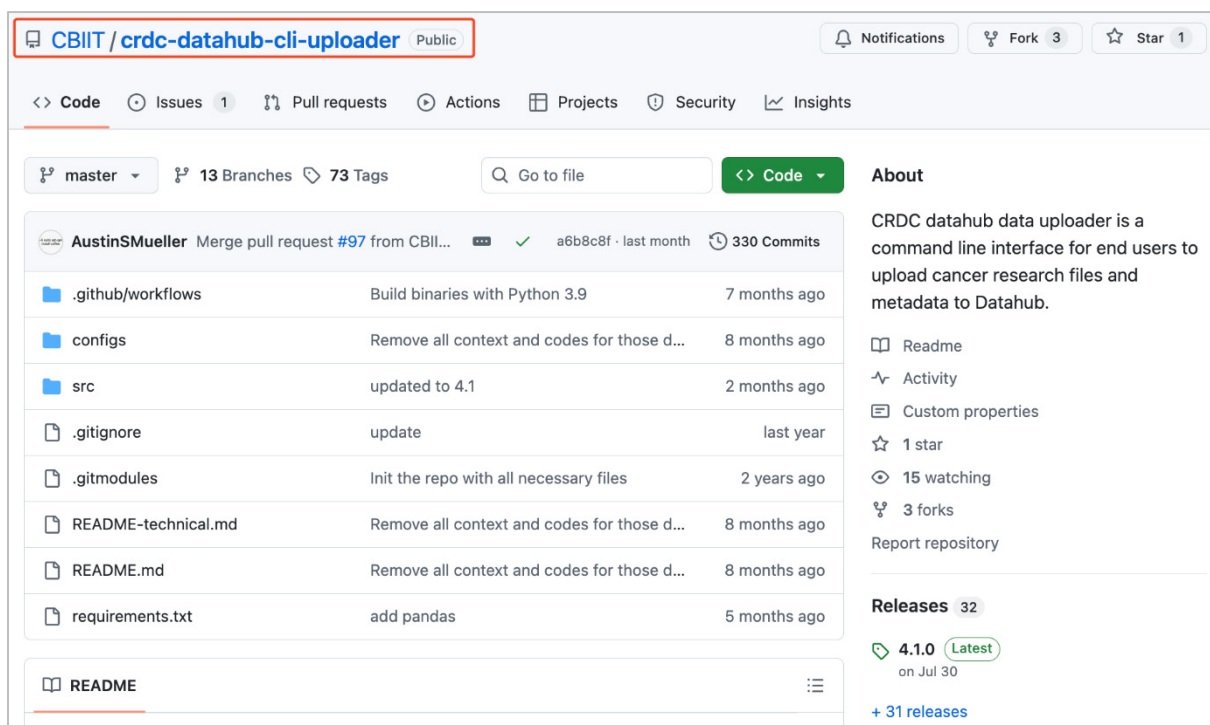 CBIIT / crdc-datahub-cli-uploader Public
Notifications Fork 3 Star 1
<> Code Issues 1 Pull requests Actions Projects Security Insights
master 13 Branches 73 Tags Go to file <> Code
AustinSMueller Merge pull request #97 from CBII... a6b8c8f · last month 330 Commits
.github/workflows Build binaries with Python 3.9 7 months ago
configs Remove all context and codes for those d... 8 months ago
src updated to 4.1 2 months ago
.gitignore update last year
.gitmodules Init the repo with all necessary files 2 years ago
README-technical.md Remove all context and codes for those d... 8 months ago
README.md Remove all context and codes for those d... 8 months ago
requirements.txt add pandas 5 months ago
README
About
CRDC datahub data uploader is a
command line interface for end users to
upload cancer research files and
metadata to Datahub.
Readme
Activity
Custom properties
1 star
15 watching
3 forks
Report repository
Releases 32
4.1.0 Latest
on Jul 30
+ 31 releases